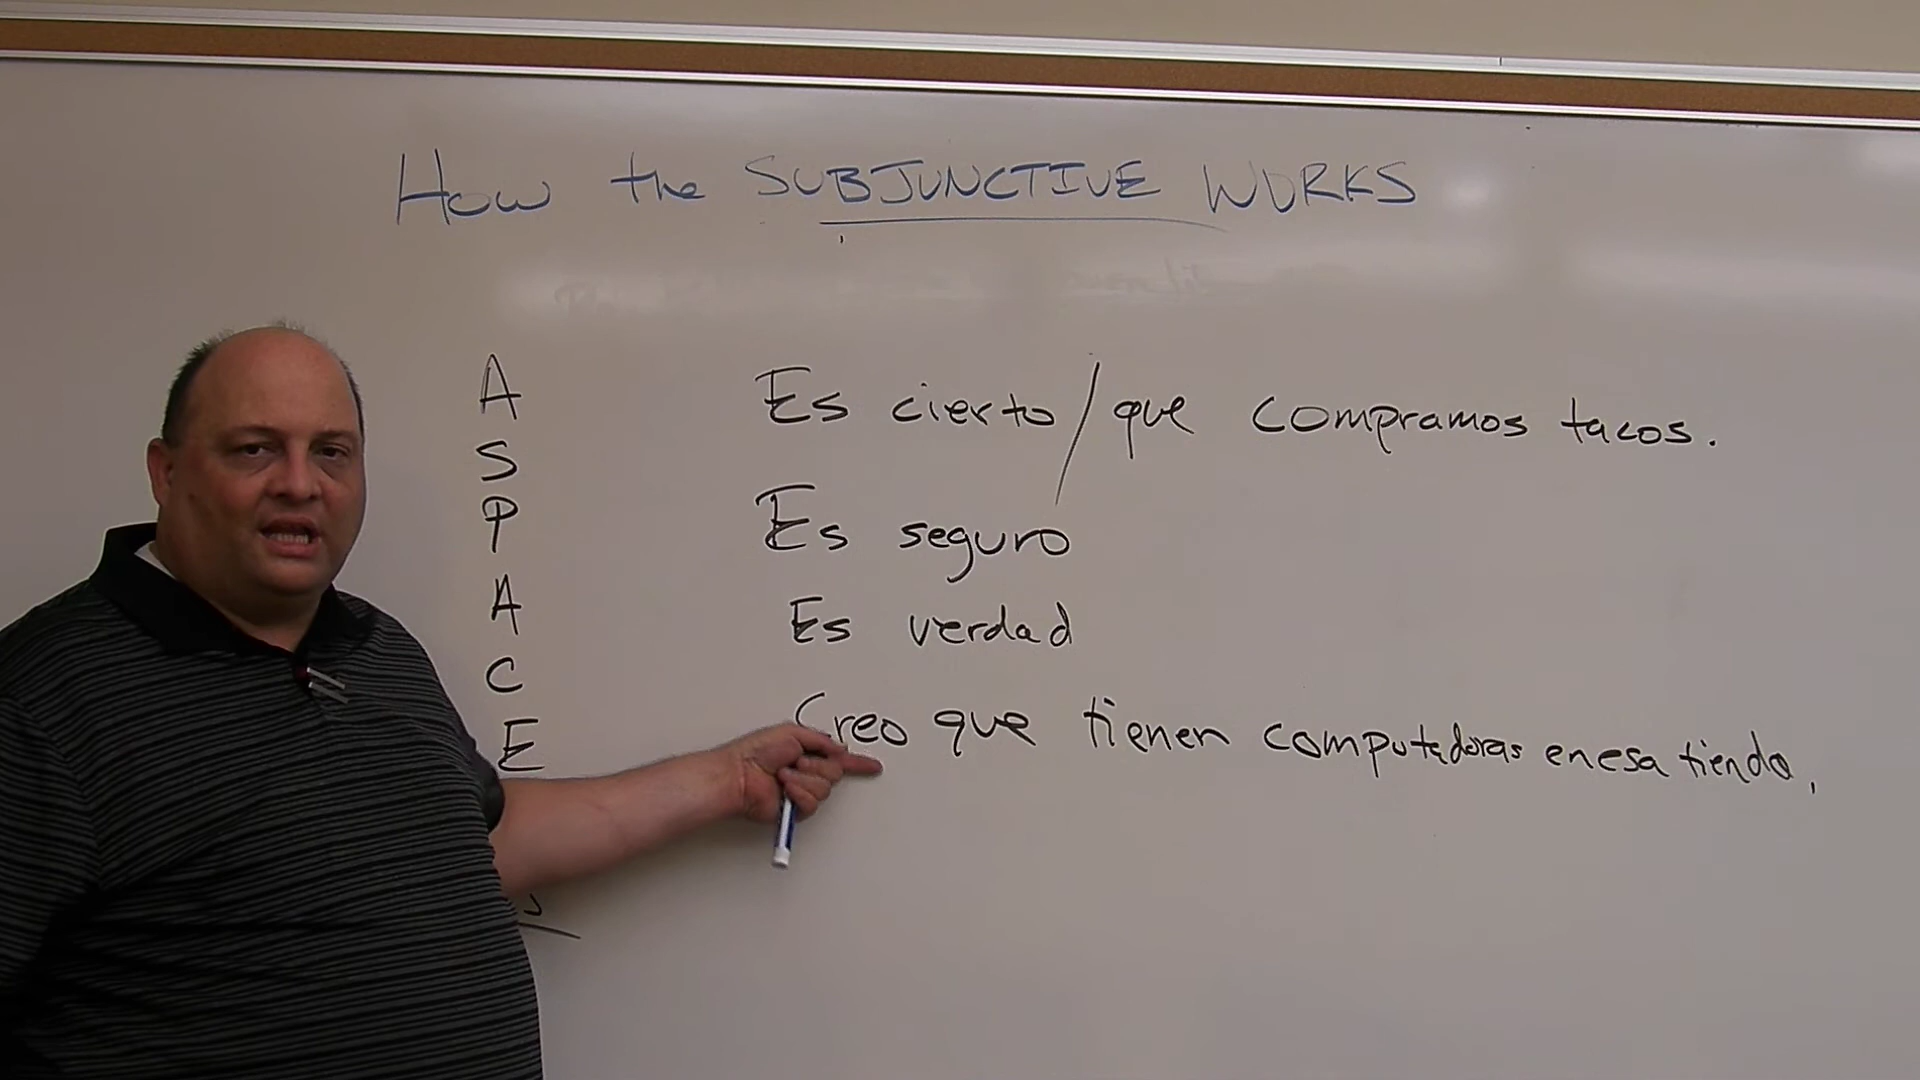 How the SUBJUNCTIVE WORKS
A
S
P
A
C
E
Es cierto / que compramos tacos.
Es seguro
Es verdad
Creo que tienen computadoras en esa tienda.